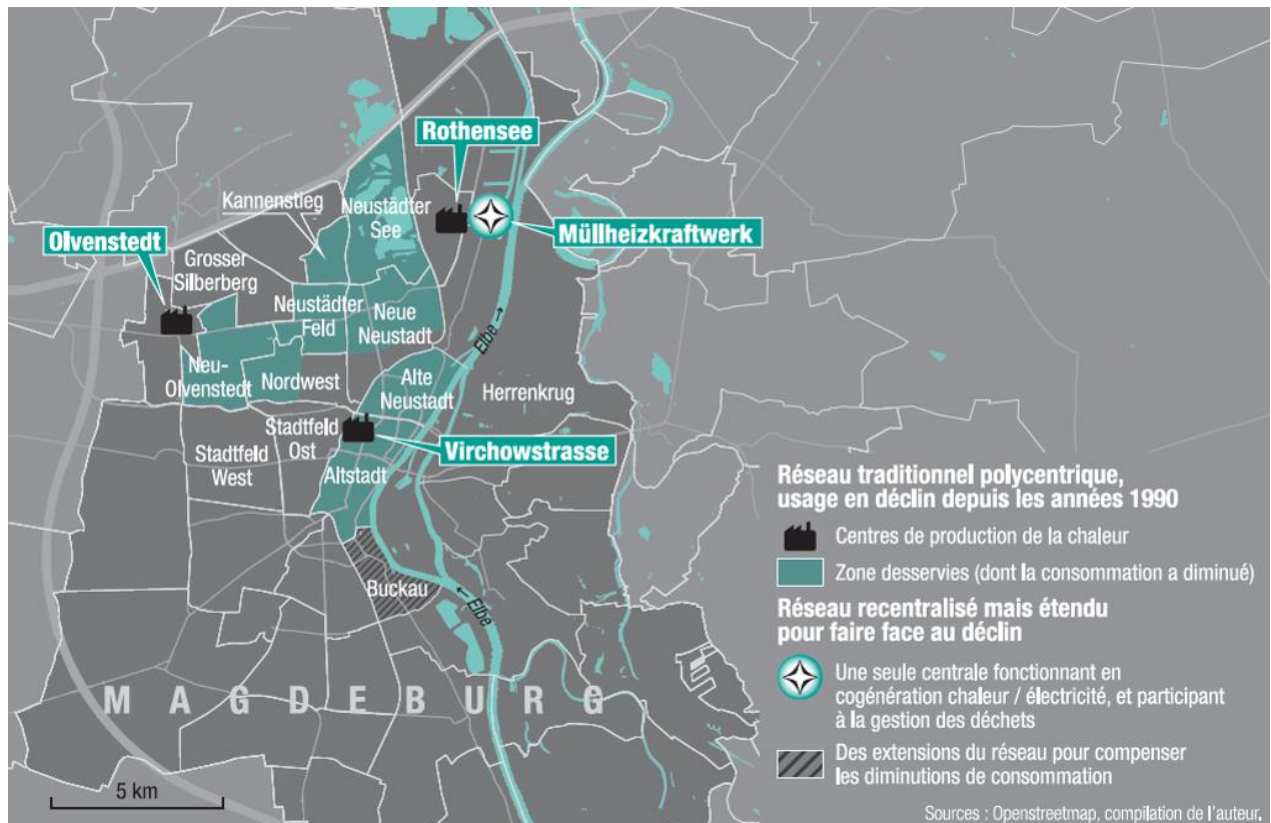 Rothensee
Kannenstieg
Neustädter
See
Müllheizkraftwerk
Olvenstedt
Grosser
Silberberg
Neustädter
Feld
Neue
Neustadt
Elbe →
Neu-
Olvenstedt
Nordwest
Alte
Neustadt
Herrenkrug
Stadtfeld
Ost
Virchowstrasse
Stadtfeld
West
Altstadt
Buckau
← Elbe
MAGDEBURG
5 km
Réseau traditionnel polycentrique,
usage en déclin depuis les années 1990
Centres de production de la chaleur
Zone desservies (dont la consommation a diminué)
Réseau recentralisé mais étendu
pour faire face au déclin
Une seule centrale fonctionnant en
cogénération chaleur / électricité, et participant
à la gestion des déchets
Des extensions du réseau pour compenser
les diminutions de consommation
Sources : Openstreetmap, compilation de l'auteur.